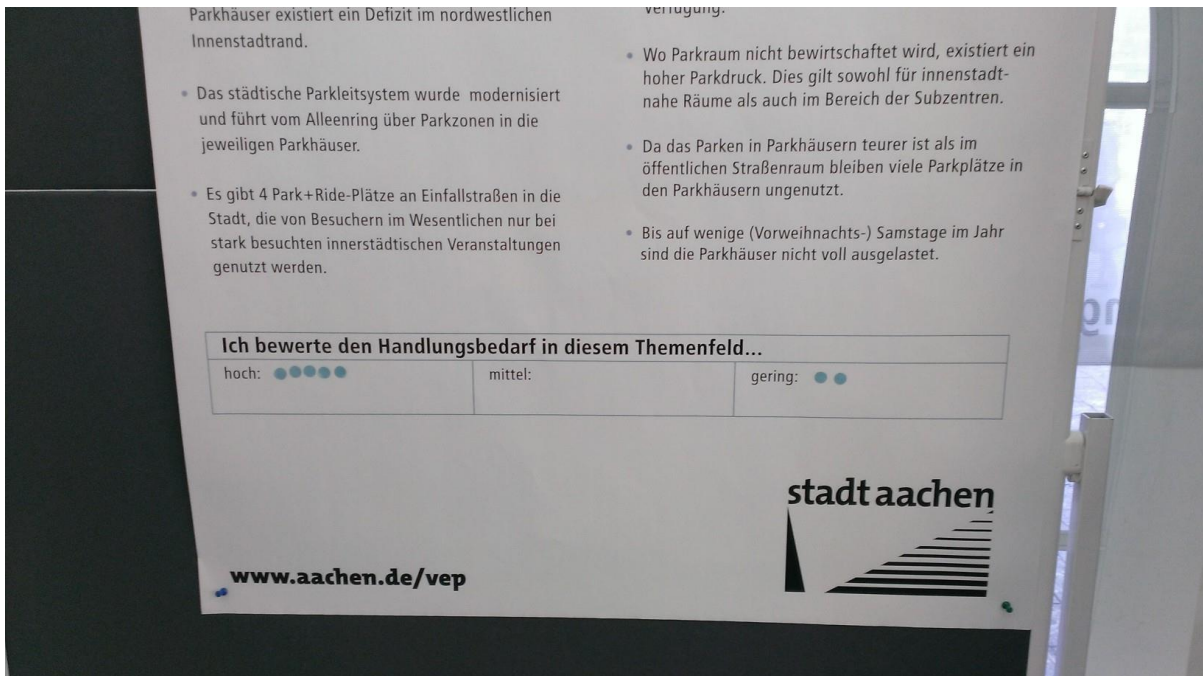 Parkhäuser existiert ein Defizit im nordwestlichen
Innenstadtrand.
• Das städtische Parkleitsystem wurde modernisiert
und führt vom Alleenring über Parkzonen in die
jeweiligen Parkhäuser.
• Es gibt 4 Park+Ride-Plätze an Einfallstraßen in die
Stadt, die von Besuchern im Wesentlichen nur bei
stark besuchten innerstädtischen Veranstaltungen
genutzt werden.
Verfügung.
• Wo Parkraum nicht bewirtschaftet wird, existiert ein
hoher Parkdruck. Dies gilt sowohl für innenstadt-
nahe Räume als auch im Bereich der Subzentren.
• Da das Parken in Parkhäusern teurer ist als im
öffentlichen Straßenraum bleiben viele Parkplätze in
den Parkhäusern ungenutzt.
• Bis auf wenige (Vorweihnachts-) Samstage im Jahr
sind die Parkhäuser nicht voll ausgelastet.
Ich bewerte den Handlungsbedarf in diesem Themenfeld...
hoch:
mittel:
gering:
stadt aachen
www.aachen.de/vep